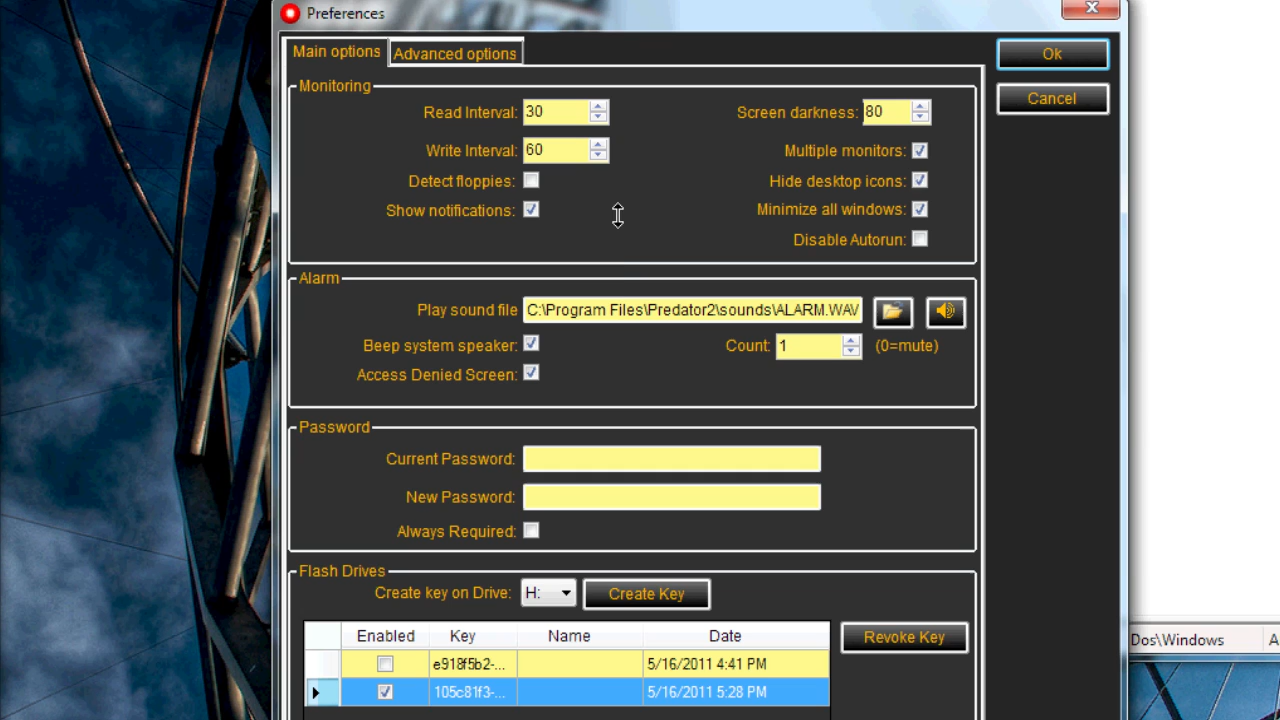 Preferences
Main options
Advanced options
Ok
Cancel
Monitoring
Read Interval: 30
Screen darkness: 80
Write Interval: 60
Multiple monitors:
Detect floppies:
Hide desktop icons:
Show notifications:
Minimize all windows:
Disable Autorun:
Alarm
Play sound file C:\Program Files\Predator2\sounds\ALARM.WAV
Beep system speaker:
Count: 1 (0=mute)
Access Denied Screen:
Password
Current Password:
New Password:
Always Required:
Flash Drives
Create key on Drive: H: Create Key
Enabled Key Name Date
Revoke Key
Dos\Windows A
e918f5b2-... 5/16/2011 4:41 PM
105c81f3-... 5/16/2011 5:28 PM